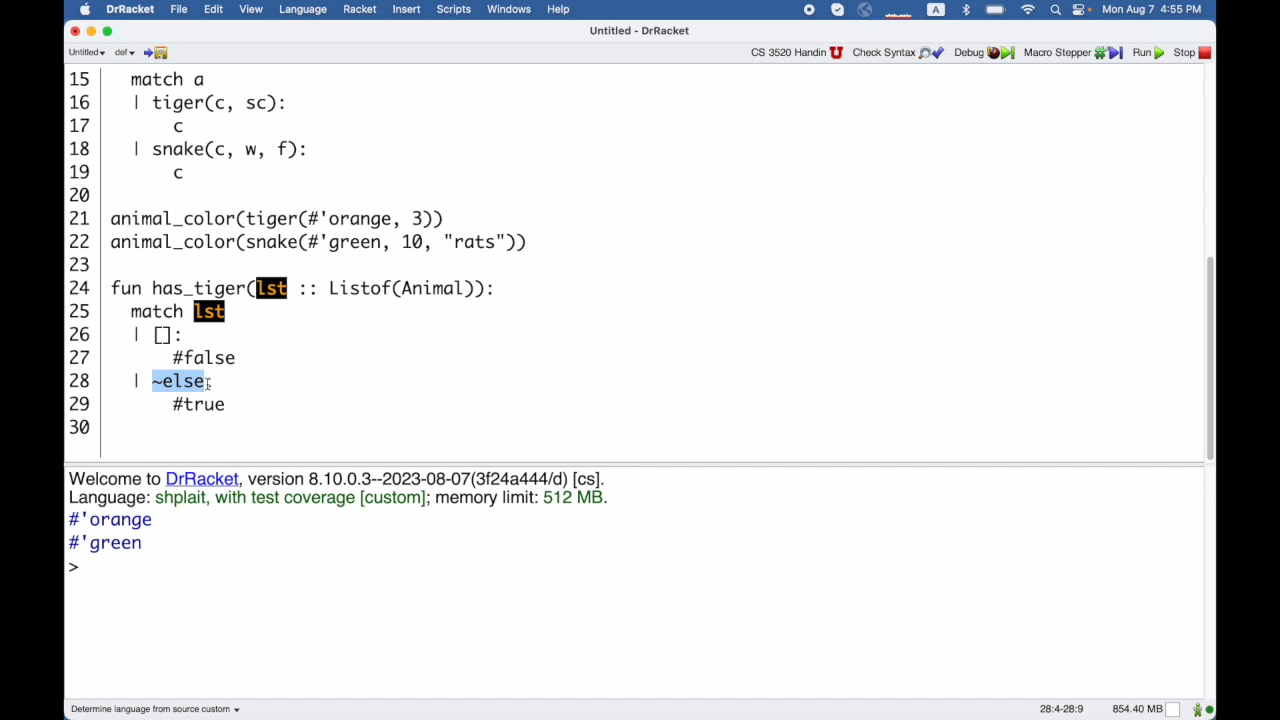 DrRacket File Edit View Language Racket Insert Scripts Windows Help A Mon Aug 7 4:55 PM
Untitled - DrRacket
Untitled▾ def▾ CS 3520 Handin Check Syntax Debug Macro Stepper Run Stop
15 match a
16 | tiger(c, sc):
17 c
18 | snake(c, w, f):
19 c
20
21 animal_color(tiger(#'orange, 3))
22 animal_color(snake(#'green, 10, "rats"))
23
24 fun has_tiger(lst :: Listof(Animal)):
25 match lst
26 | []:
27 #false
28 | ~else:
29 #true
30
Welcome to DrRacket, version 8.10.0.3--2023-08-07(3f24a444/d) [cs].
Language: shplait, with test coverage [custom]; memory limit: 512 MB.
#'orange
#'green
>
Determine language from source custom ▾ 28:4-28:9 854.40 MB